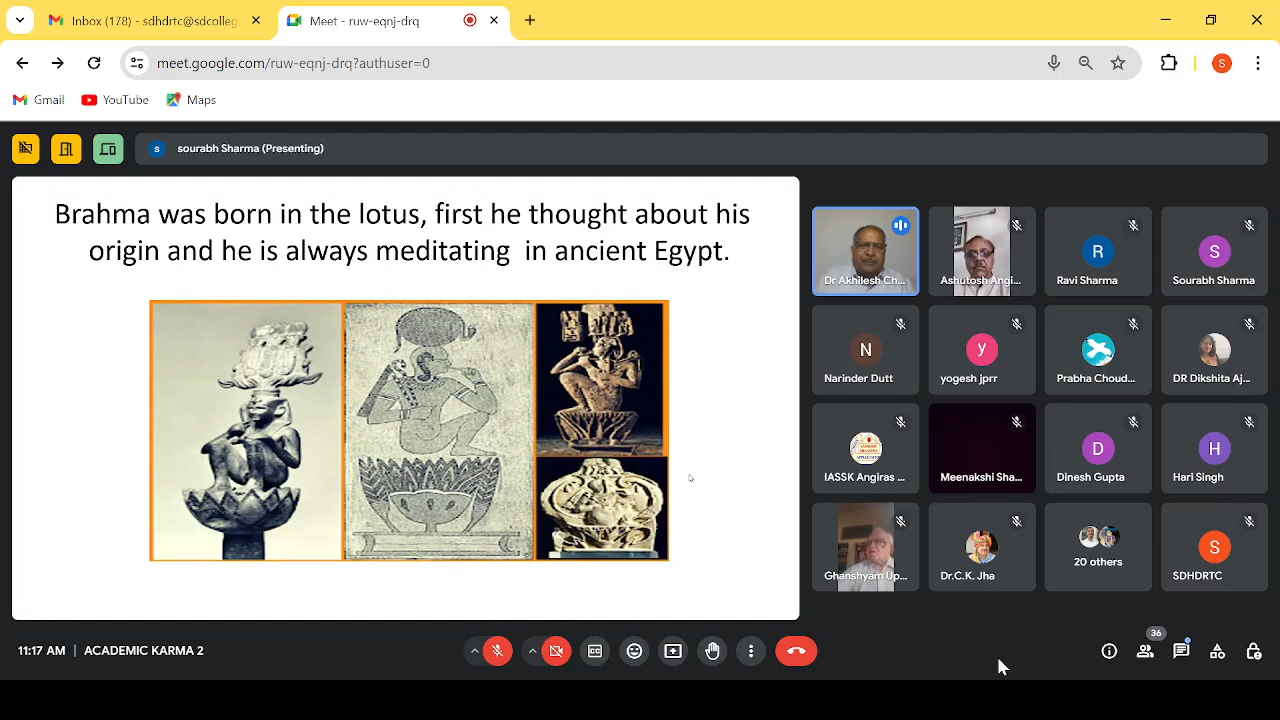 Inbox (178) - sdhdrtc@sdcolleg
Meet - ruw-eqnj-drq
meet.google.com/ruw-eqnj-drq?authuser=0
Gmail
YouTube
Maps
S
s
sourabh Sharma (Presenting)
Brahma was born in the lotus, first he thought about his
origin and he is always meditating in ancient Egypt.
Dr Akhilesh Ch...
Ashutosh Angi...
R
Ravi Sharma
S
Sourabh Sharma
N
Narinder Dutt
y
yogesh jprr
Prabha Choud...
DR Dikshita Aj...
IASSK Angiras ...
Meenakshi Sha...
D
Dinesh Gupta
H
Hari Singh
Ghanshyam Up...
Dr.C.K. Jha
20 others
S
SDHDRTC
11:17 AM | ACADEMIC KARMA 2
36